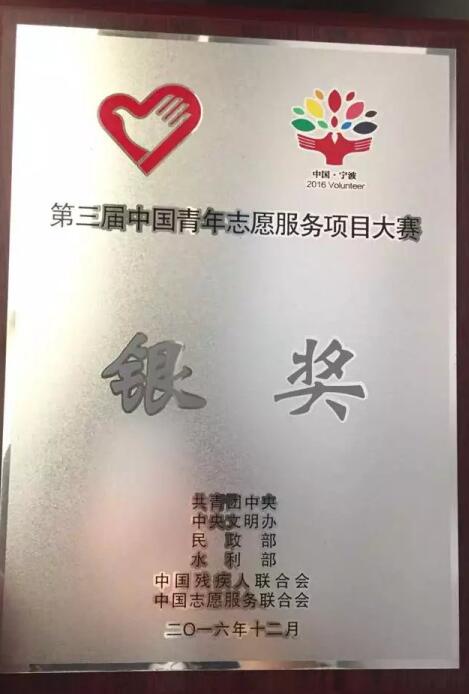 中国·宁波
2016 Volunteer
第三届中国青年志愿服务项目大赛
银奖
共青团中央
中央文明办
民政部
水利部
中国残疾人联合会
中国志愿服务联合会
二〇一六年十二月